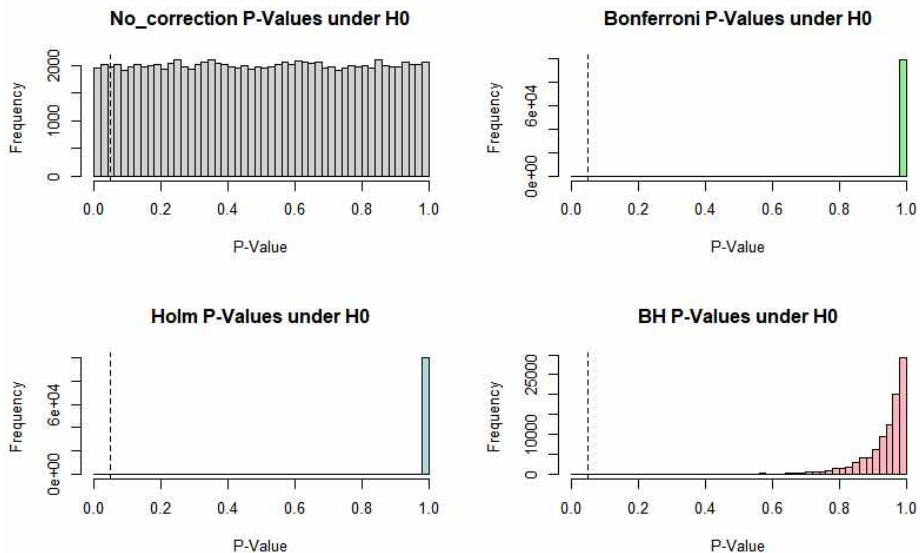 No_correction P-Values under H0
Frequency
2000
1000
0
0.0 0.2 0.4 0.6 0.8 1.0
P-Value
Bonferroni P-Values under H0
Frequency
6e+04
0e+00
0.0 0.2 0.4 0.6 0.8 1.0
P-Value
Holm P-Values under H0
Frequency
6e+04
0e+00
0.0 0.2 0.4 0.6 0.8 1.0
P-Value
BH P-Values under H0
Frequency
25000
10000
0
0.0 0.2 0.4 0.6 0.8 1.0
P-Value